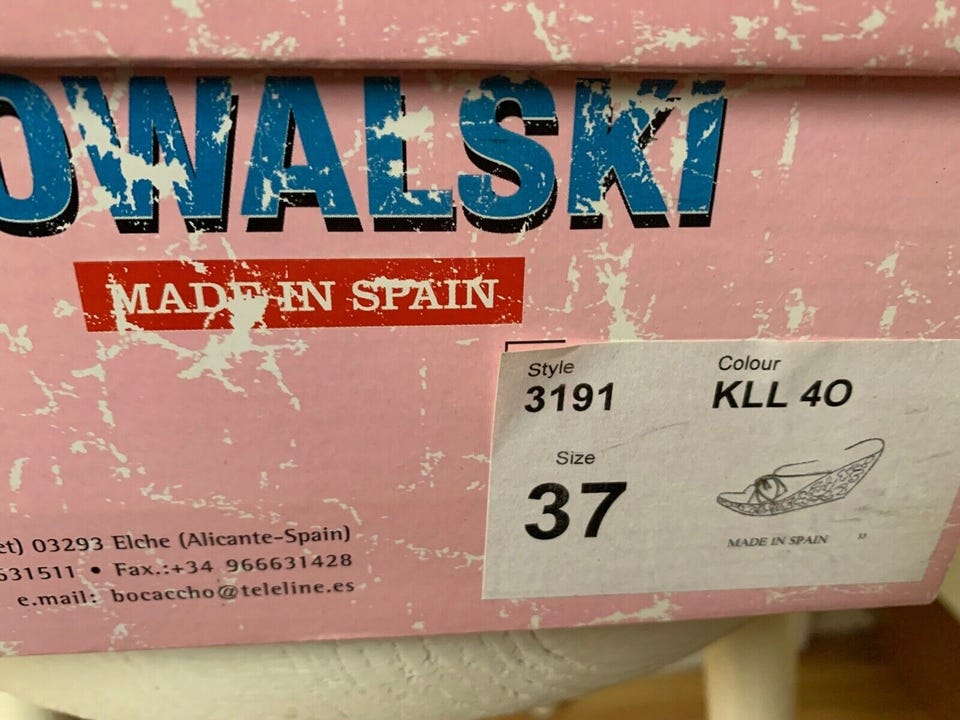 OWALSKI
MADE IN SPAIN
Style
3191
Colour
KLL 4O
Size
37
MADE IN SPAIN 33
et) 03293 Elche (Alicante-Spain)
631511 • Fax.:+34 966631428
e.mail: bocaccho@teleline.es